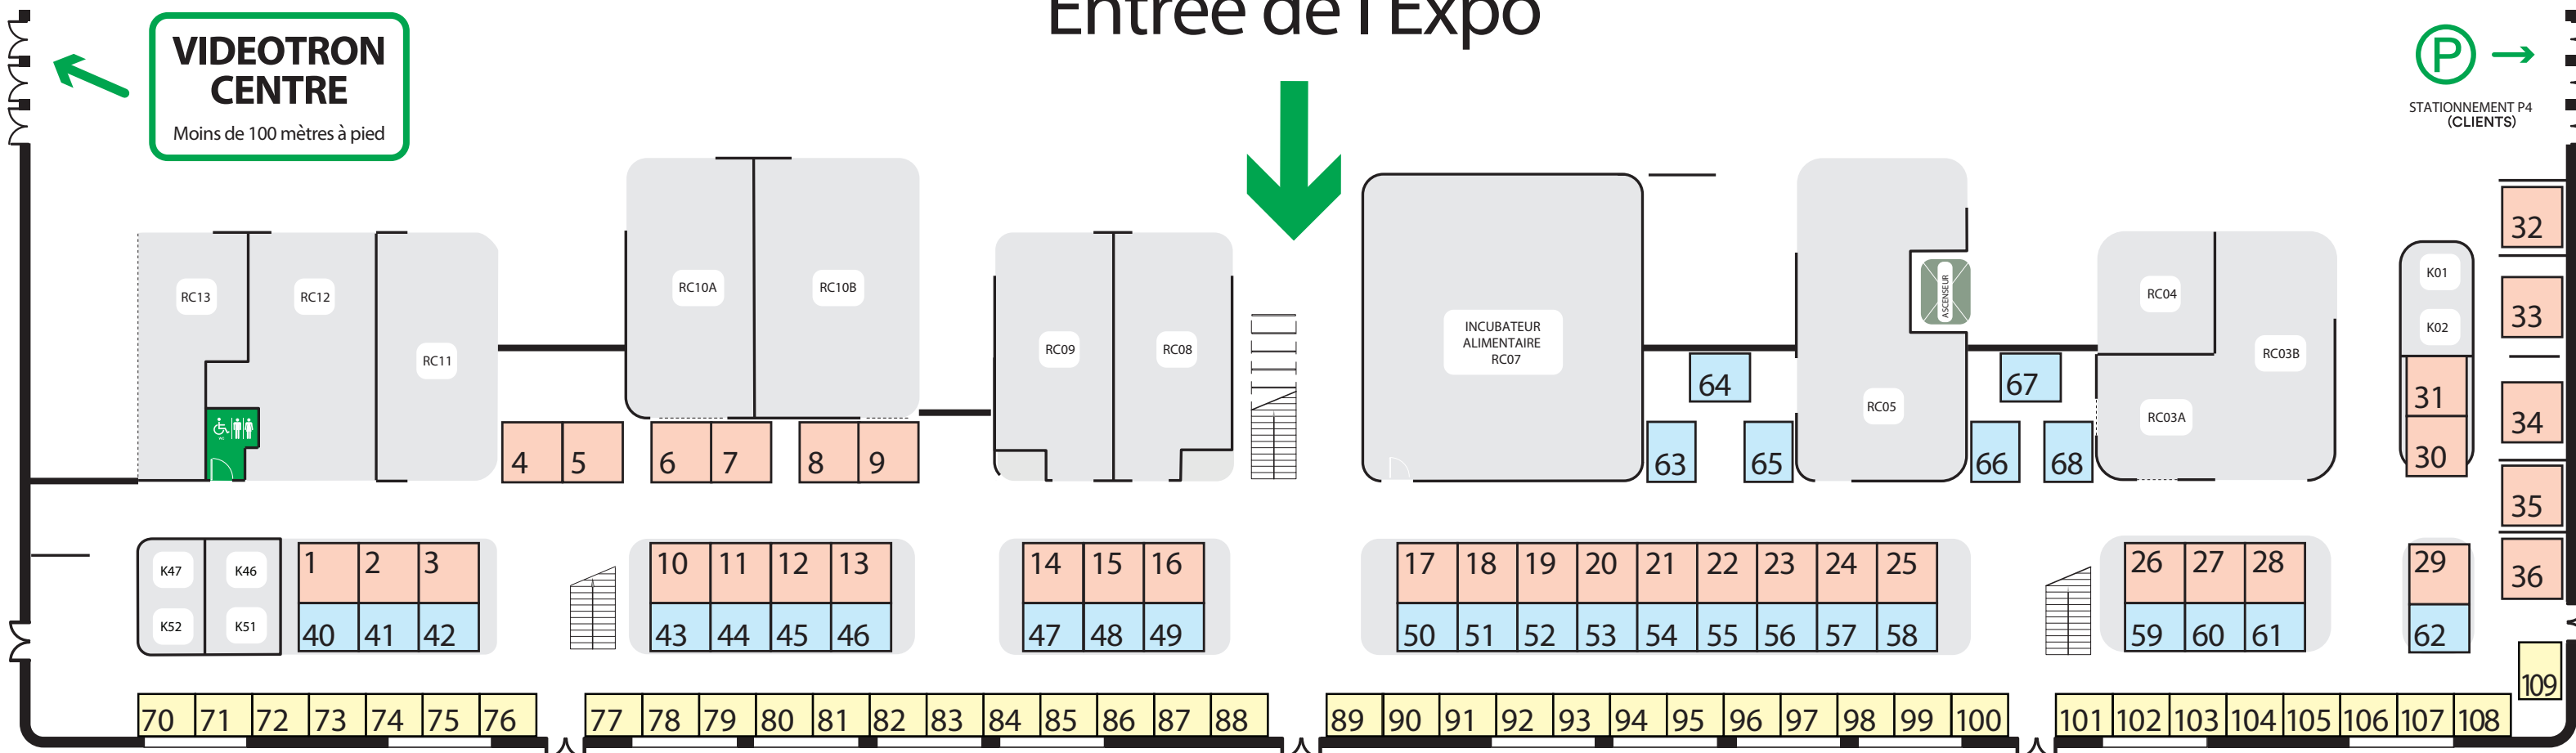 Entrée de l'Expo
VIDEOTRON
CENTRE
Moins de 100 mètres à pied
P
STATIONNEMENT P4
(CLIENTS)
RC13
RC12
RC11
RC10A
RC10B
RC09
RC08
INCUBATEUR
ALIMENTAIRE
RC07
RC05
ASCENSEUR
RC04
RC03B
RC03A
K01
K02
32
33
34
35
36
31
30
64
67
4 5 6 7 8 9
63 65 66 68
K47 K46
K52 K51
1 2 3 10 11 12 13 14 15 16 17 18 19 20 21 22 23 24 25 26 27 28 29
40 41 42 43 44 45 46 47 48 49 50 51 52 53 54 55 56 57 58 59 60 61 62
109
70 71 72 73 74 75 76 77 78 79 80 81 82 83 84 85 86 87 88 89 90 91 92 93 94 95 96 97 98 99 100 101 102 103 104 105 106 107 108